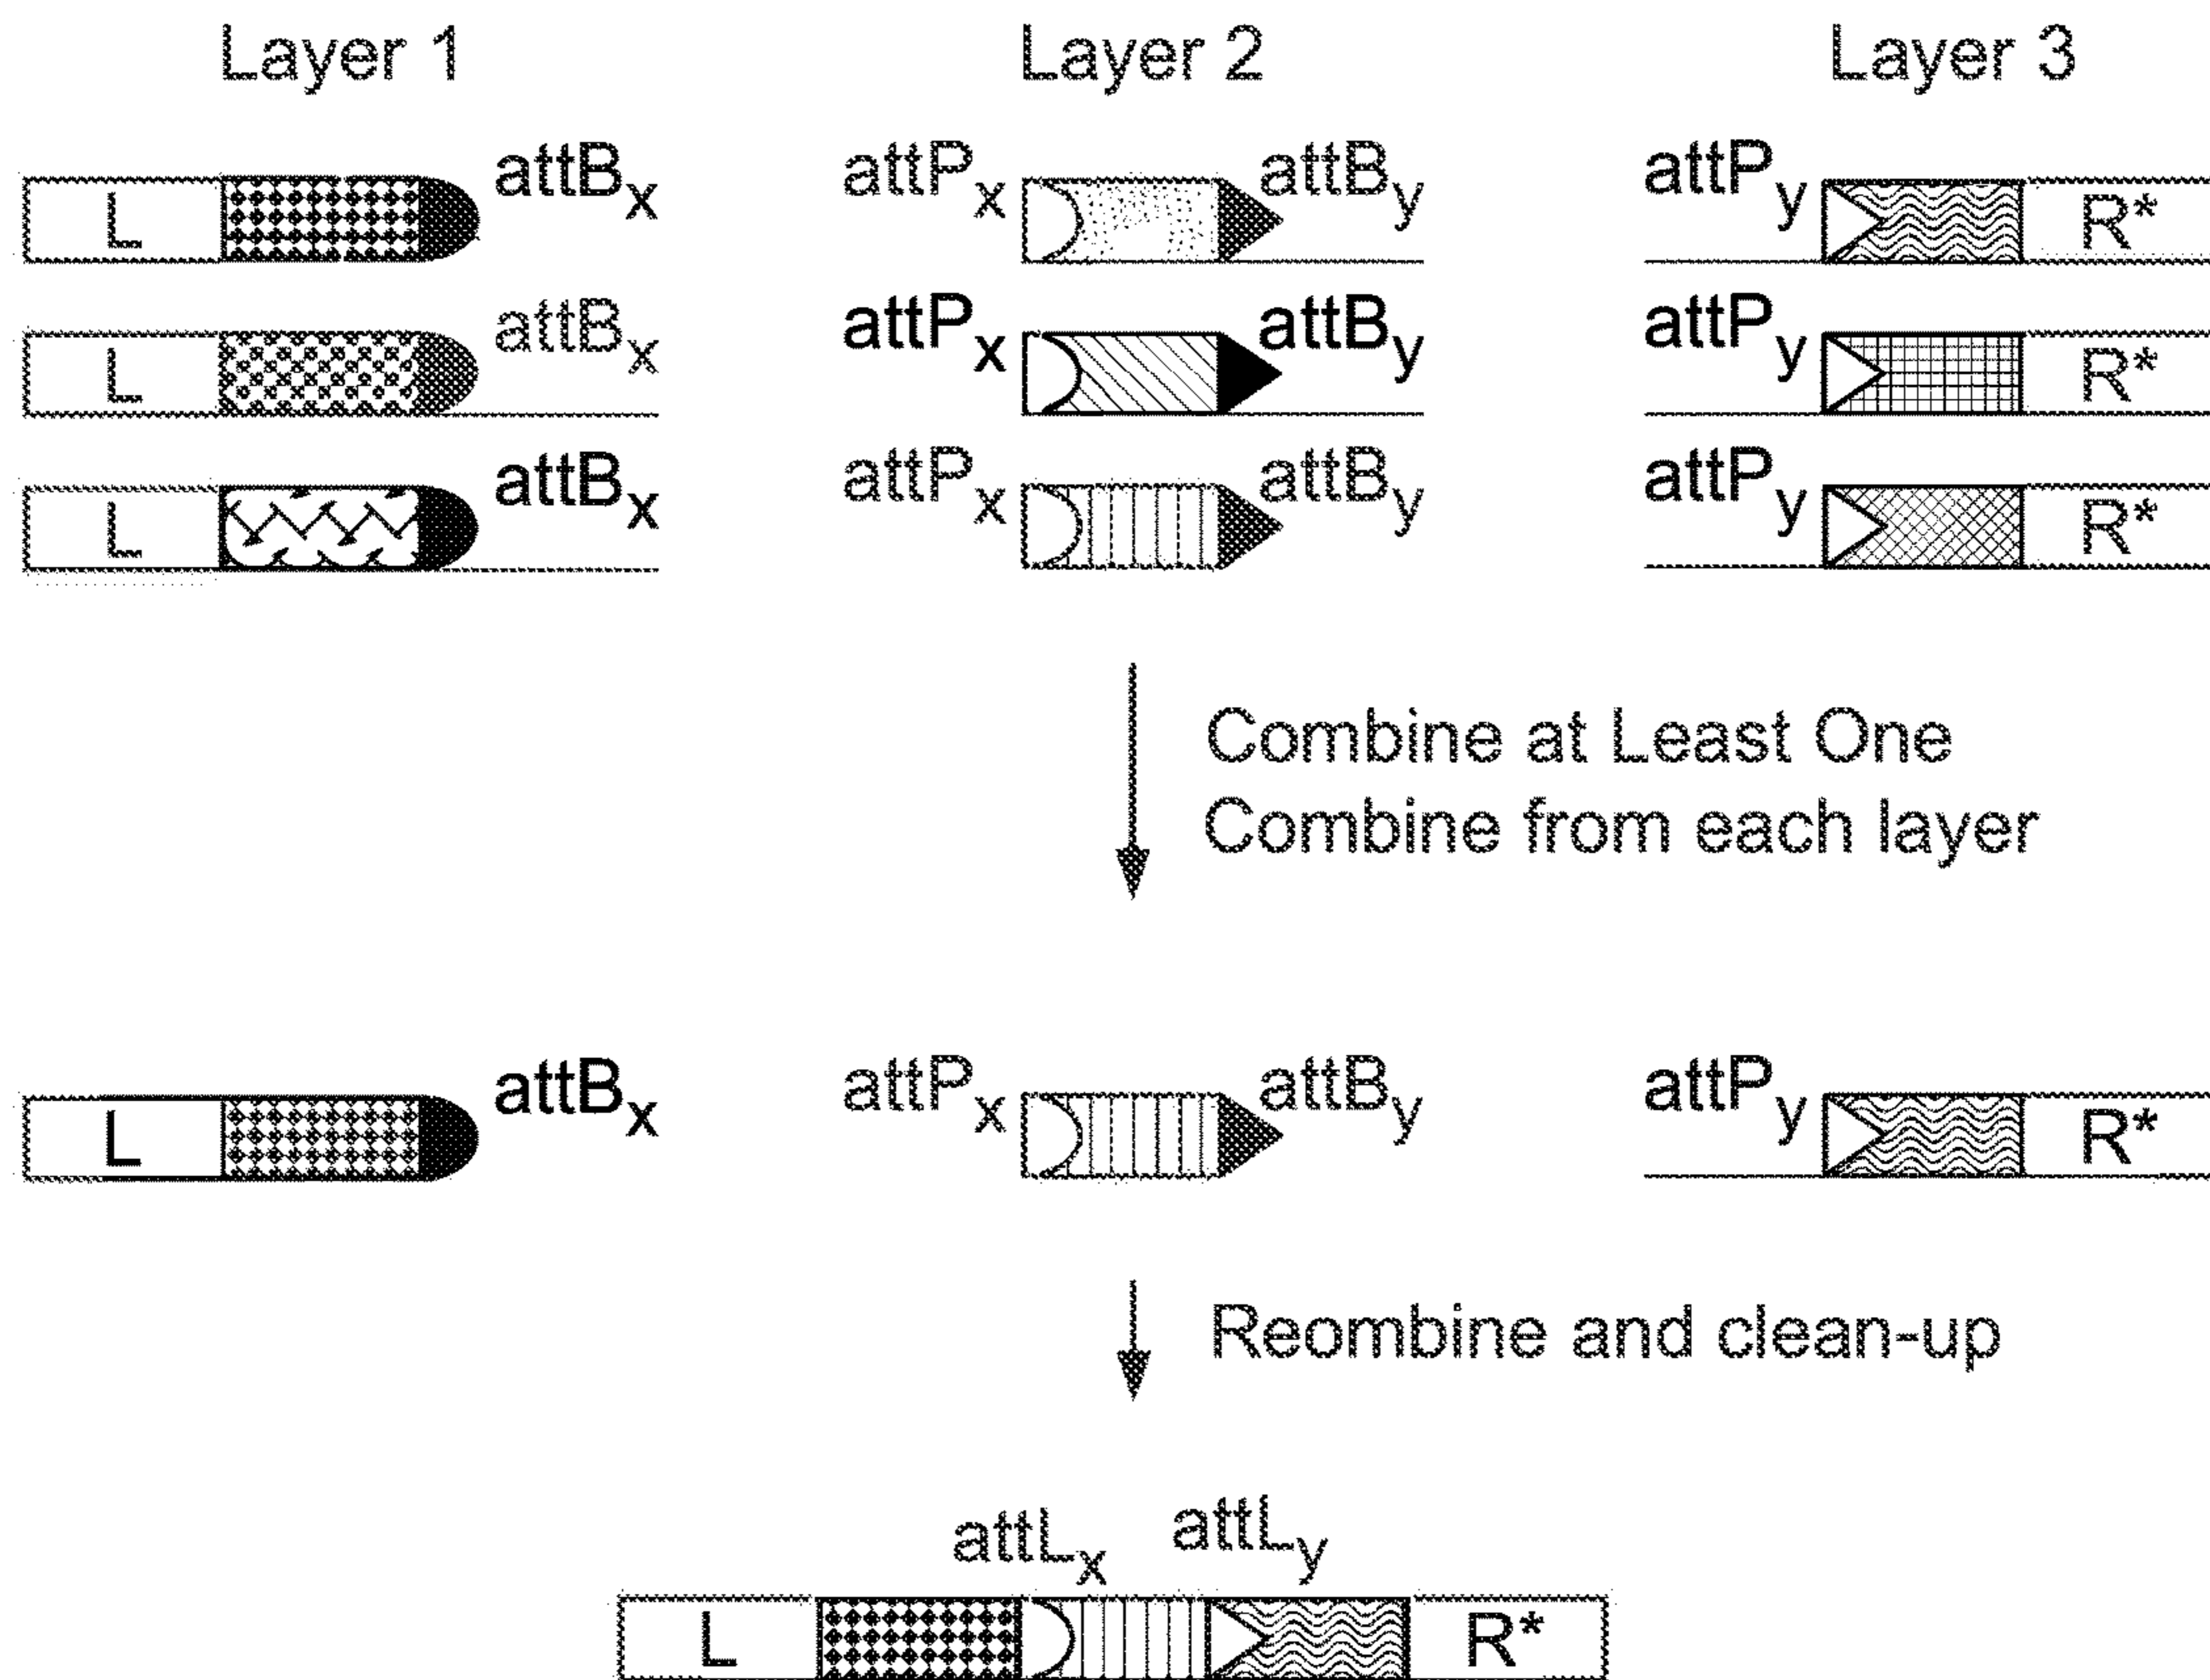 Layer 1 Layer 2 Layer 3
L attBx attPx attBy attPy R*
L attBx attPx attBy attPy R*
L attBx attPx attBy attPy R*
Combine at Least One
Combine from each layer
L attBx attPx attBy attPy R*
Reombine and clean-up
attLx attLy
L R*